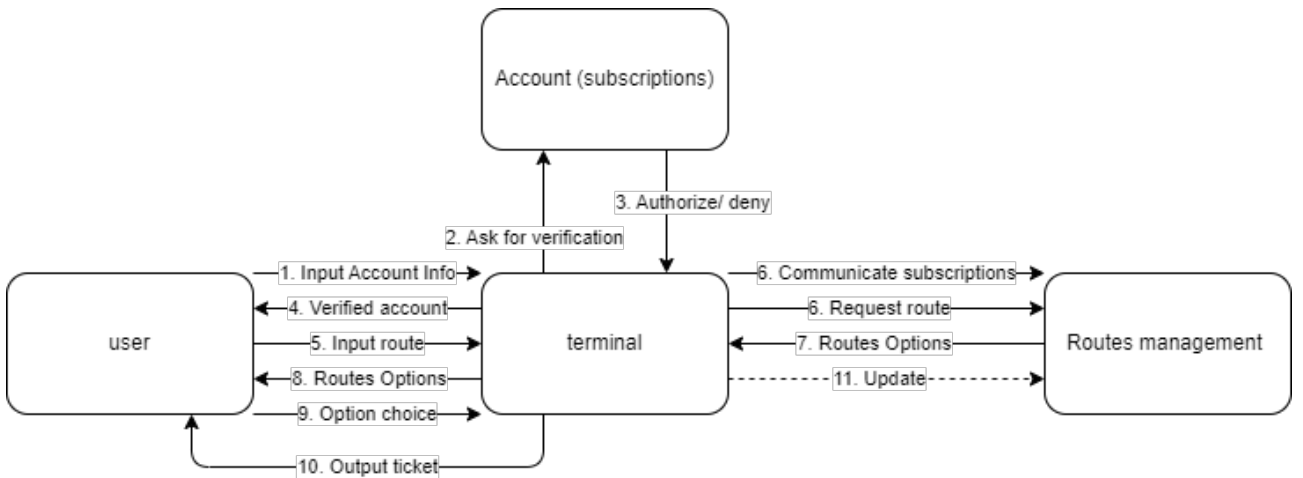 Account (subscriptions)
3. Authorize/ deny
2. Ask for verification
1. Input Account Info
6. Communicate subscriptions
4. Verified account
6. Request route
user
5. Input route
terminal
7. Routes Options
Routes management
8. Routes Options
11. Update
9. Option choice
10. Output ticket